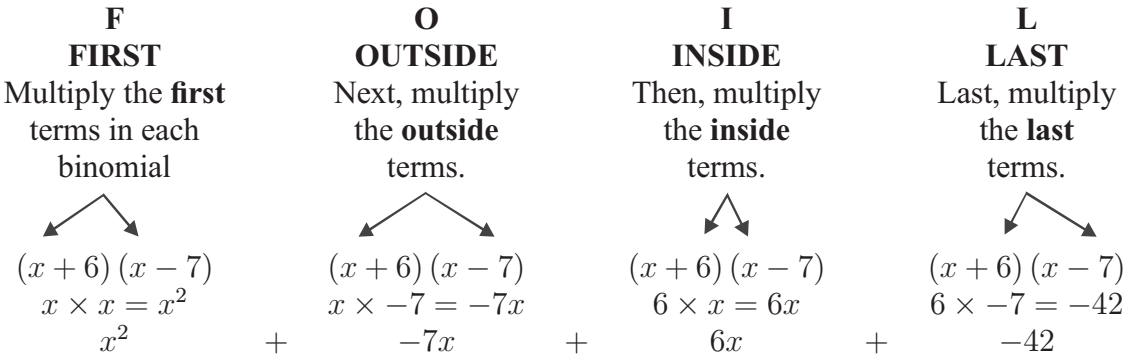 F O I L
FIRST OUTSIDE INSIDE LAST
Multiply the first Next, multiply Then, multiply Last, multiply
terms in each the outside the inside the last
binomial terms. terms. terms.
(x + 6) (x − 7) (x + 6) (x − 7) (x + 6) (x − 7) (x + 6) (x − 7)
x × x = x² x × −7 = −7x 6 × x = 6x 6 × −7 = −42
x² + −7x + 6x + −42